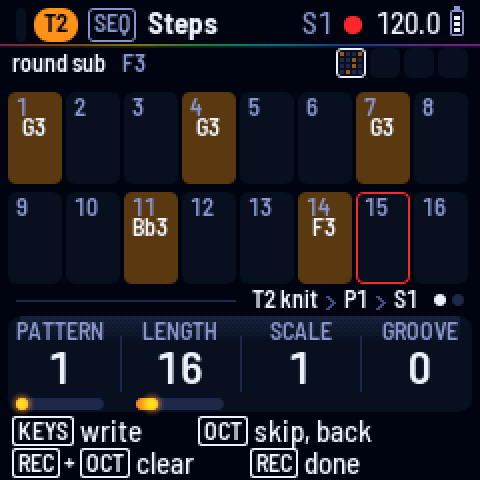 T2 SEQ Steps S1 120.0
round sub F3
1 2 3 4 5 6 7 8
G3 G3 G3
9 10 11 12 13 14 15 16
Bb3 F3
T2 knit > P1 > S1
PATTERN LENGTH SCALE GROOVE
1 16 1 0
KEYS write OCT skip, back
REC + OCT clear REC done